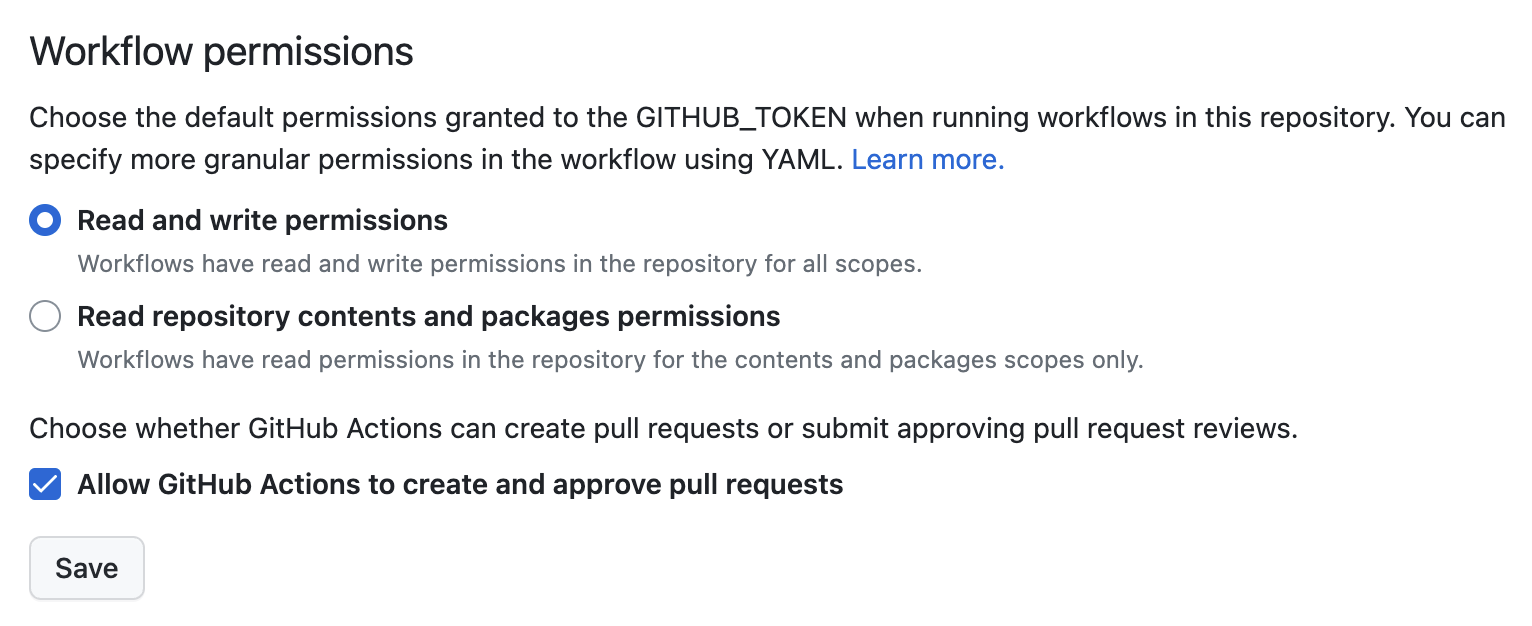 Workflow permissions
Choose the default permissions granted to the GITHUB_TOKEN when running workflows in this repository. You can
specify more granular permissions in the workflow using YAML. Learn more.
Read and write permissions
Workflows have read and write permissions in the repository for all scopes.
Read repository contents and packages permissions
Workflows have read permissions in the repository for the contents and packages scopes only.
Choose whether GitHub Actions can create pull requests or submit approving pull request reviews.
Allow GitHub Actions to create and approve pull requests
Save